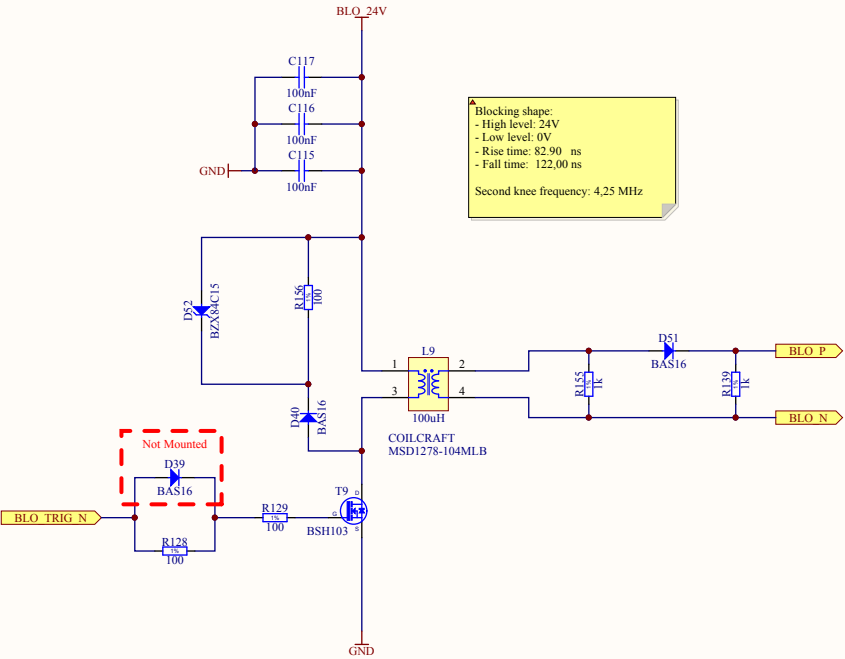 BLO_24V
C117
100nF
C116
100nF
C115
100nF
GND
Blocking shape:
- High level: 24V
- Low level: 0V
- Rise time: 82.90 ns
- Fall time: 122,00 ns
Second knee frequency: 4,25 MHz
D52
BZX84C15
R156
1%
100
L9
1
2
3
4
100uH
COILCRAFT
MSD1278-104MLB
D51
BAS16
BLO_P
R155
1%
1k
R139
1%
1k
BLO_N
D40
BAS16
Not Mounted
D39
BAS16
BLO_TRIG_N
R128
1%
100
R129
1%
100
T9
D
G
S
BSH103
GND